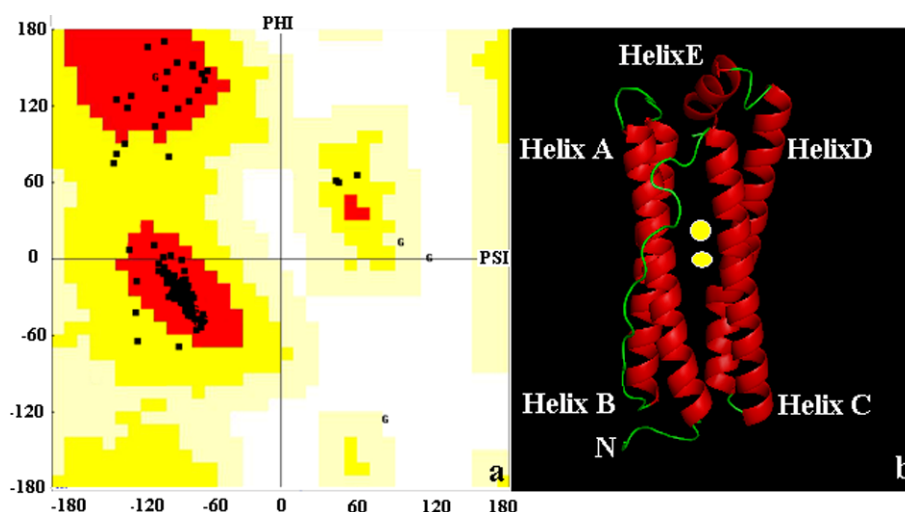 PHI
180
120
60
0
-60
-120
-180
G
G
G
G
PSI
a
-180
-120
-60
0
60
120
180
HelixE
Helix A
HelixD
Helix B
Helix C
N
b